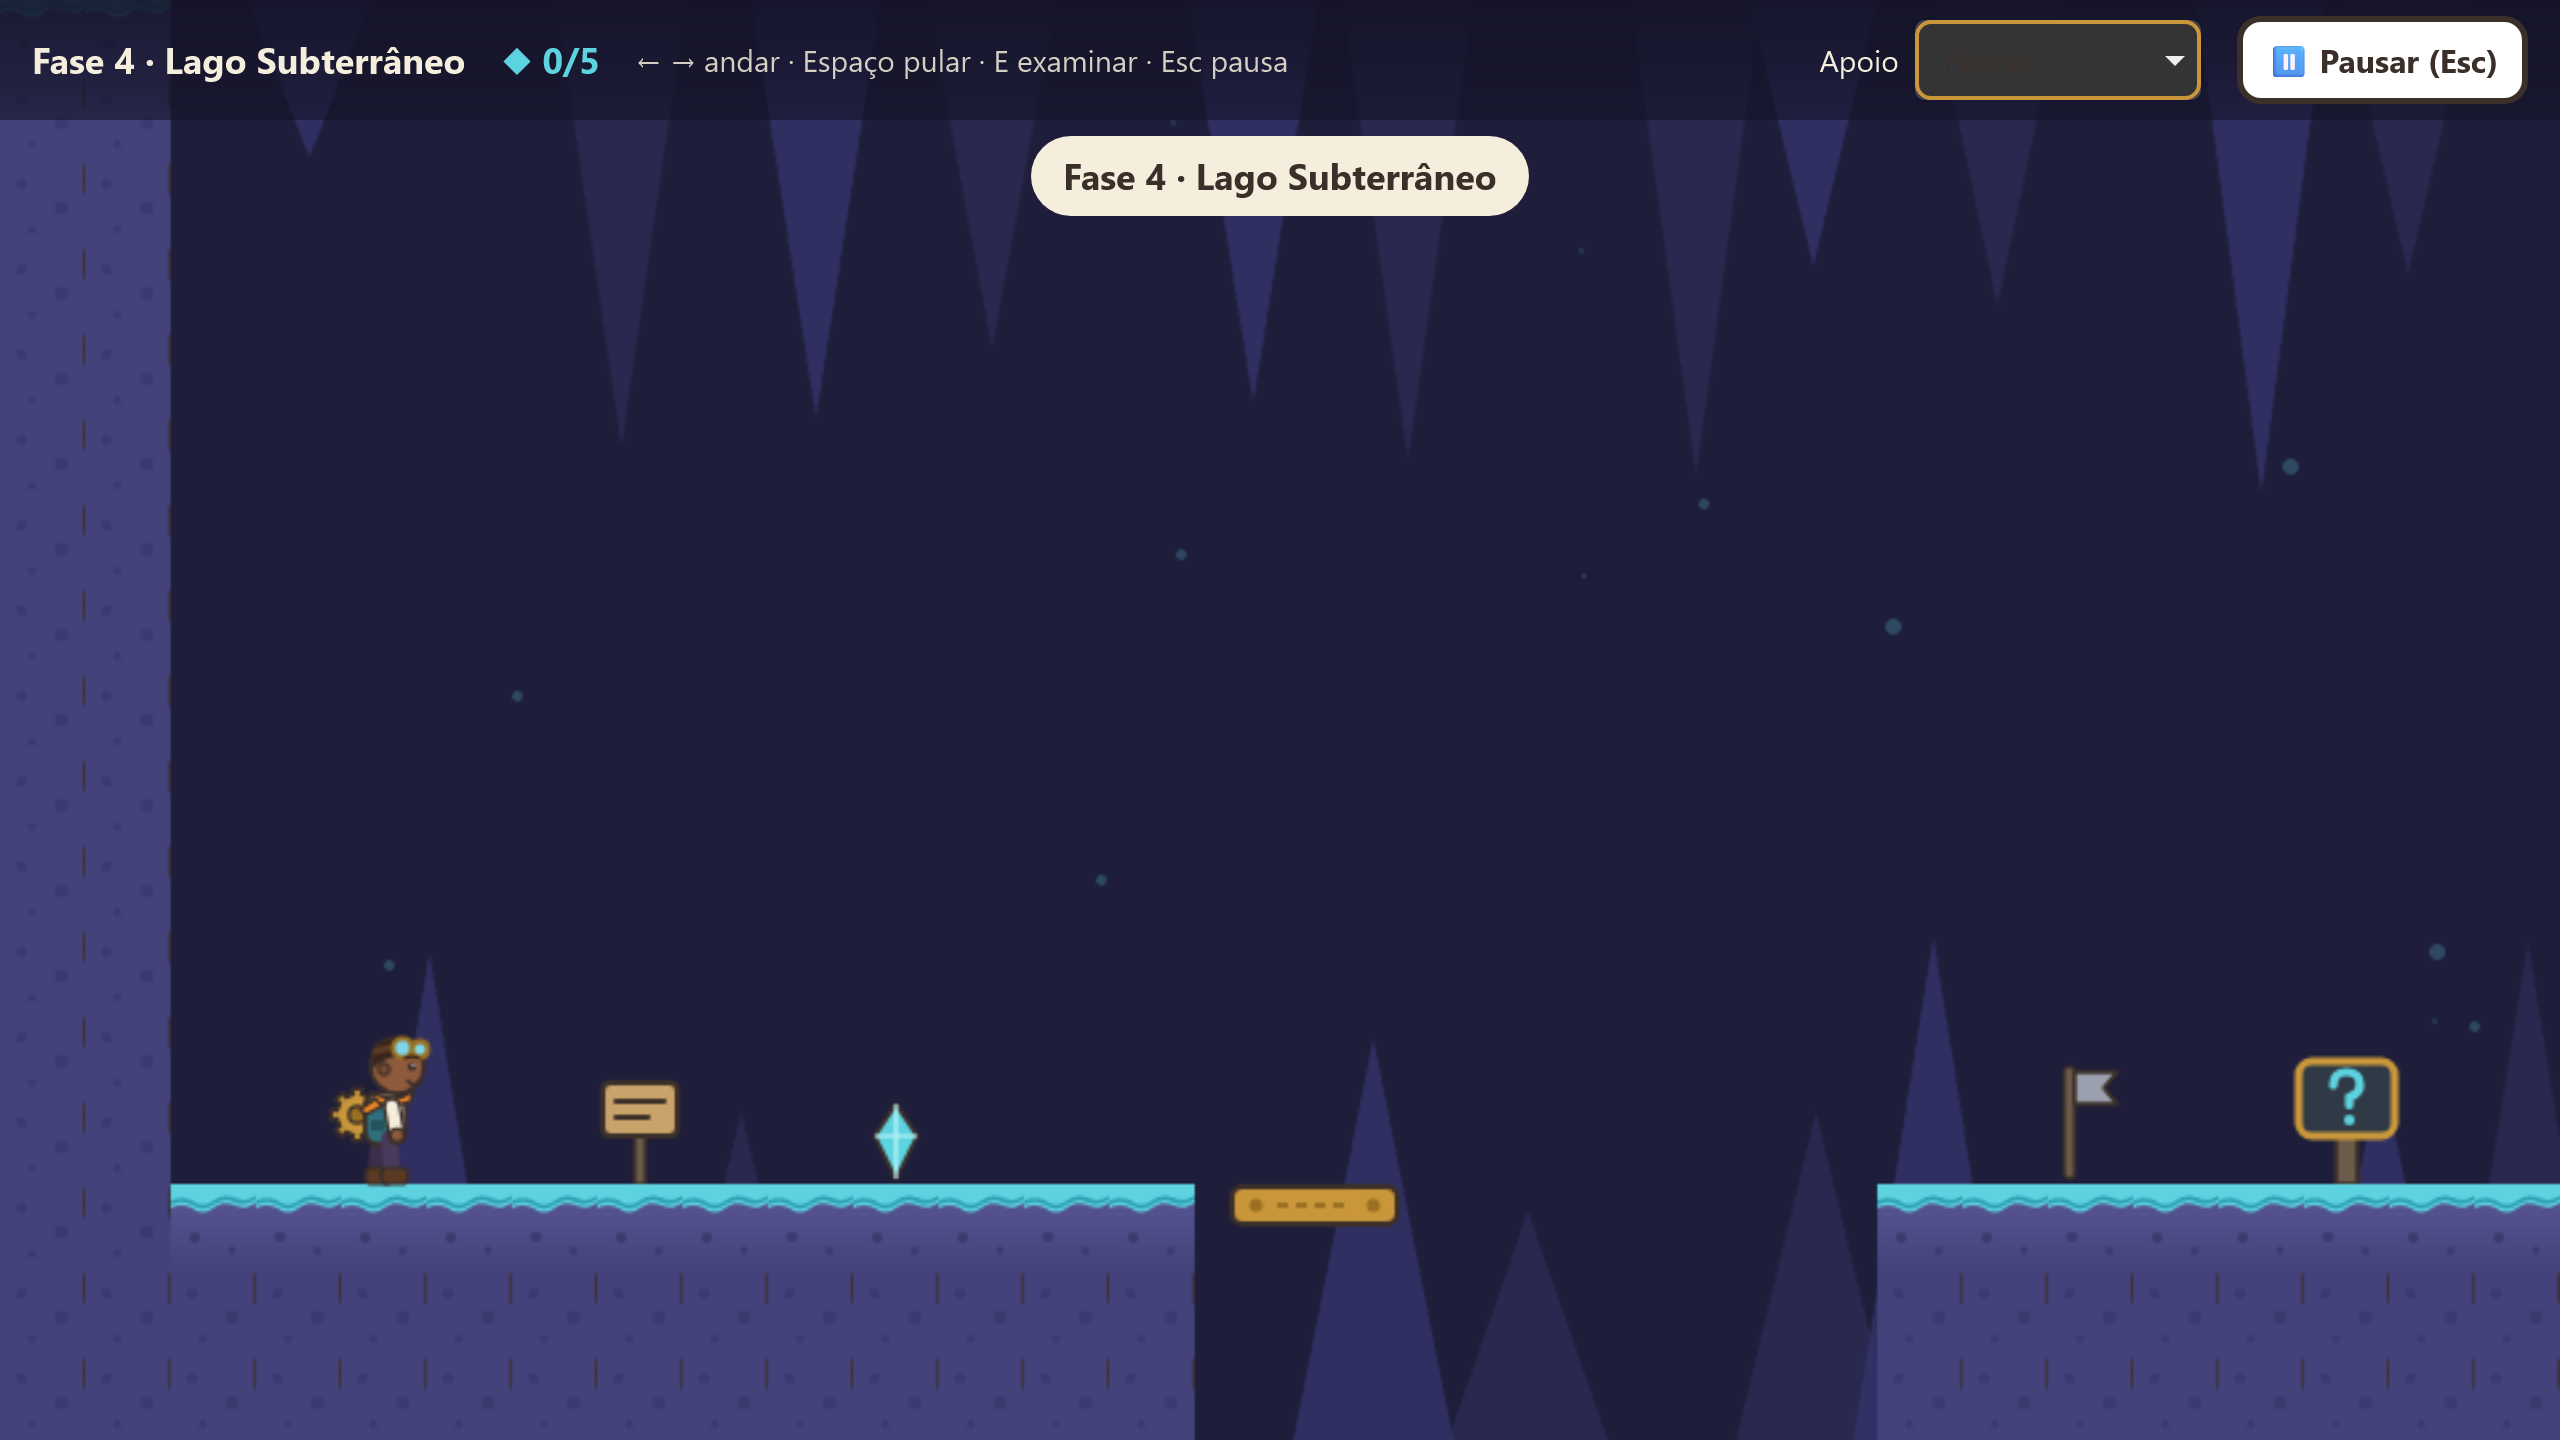 Fase 4 · Lago Subterrâneo
◆ 0/5
← → andar · Espaço pular · E examinar · Esc pausa
Apoio
Pausar (Esc)
Fase 4 · Lago Subterrâneo
?